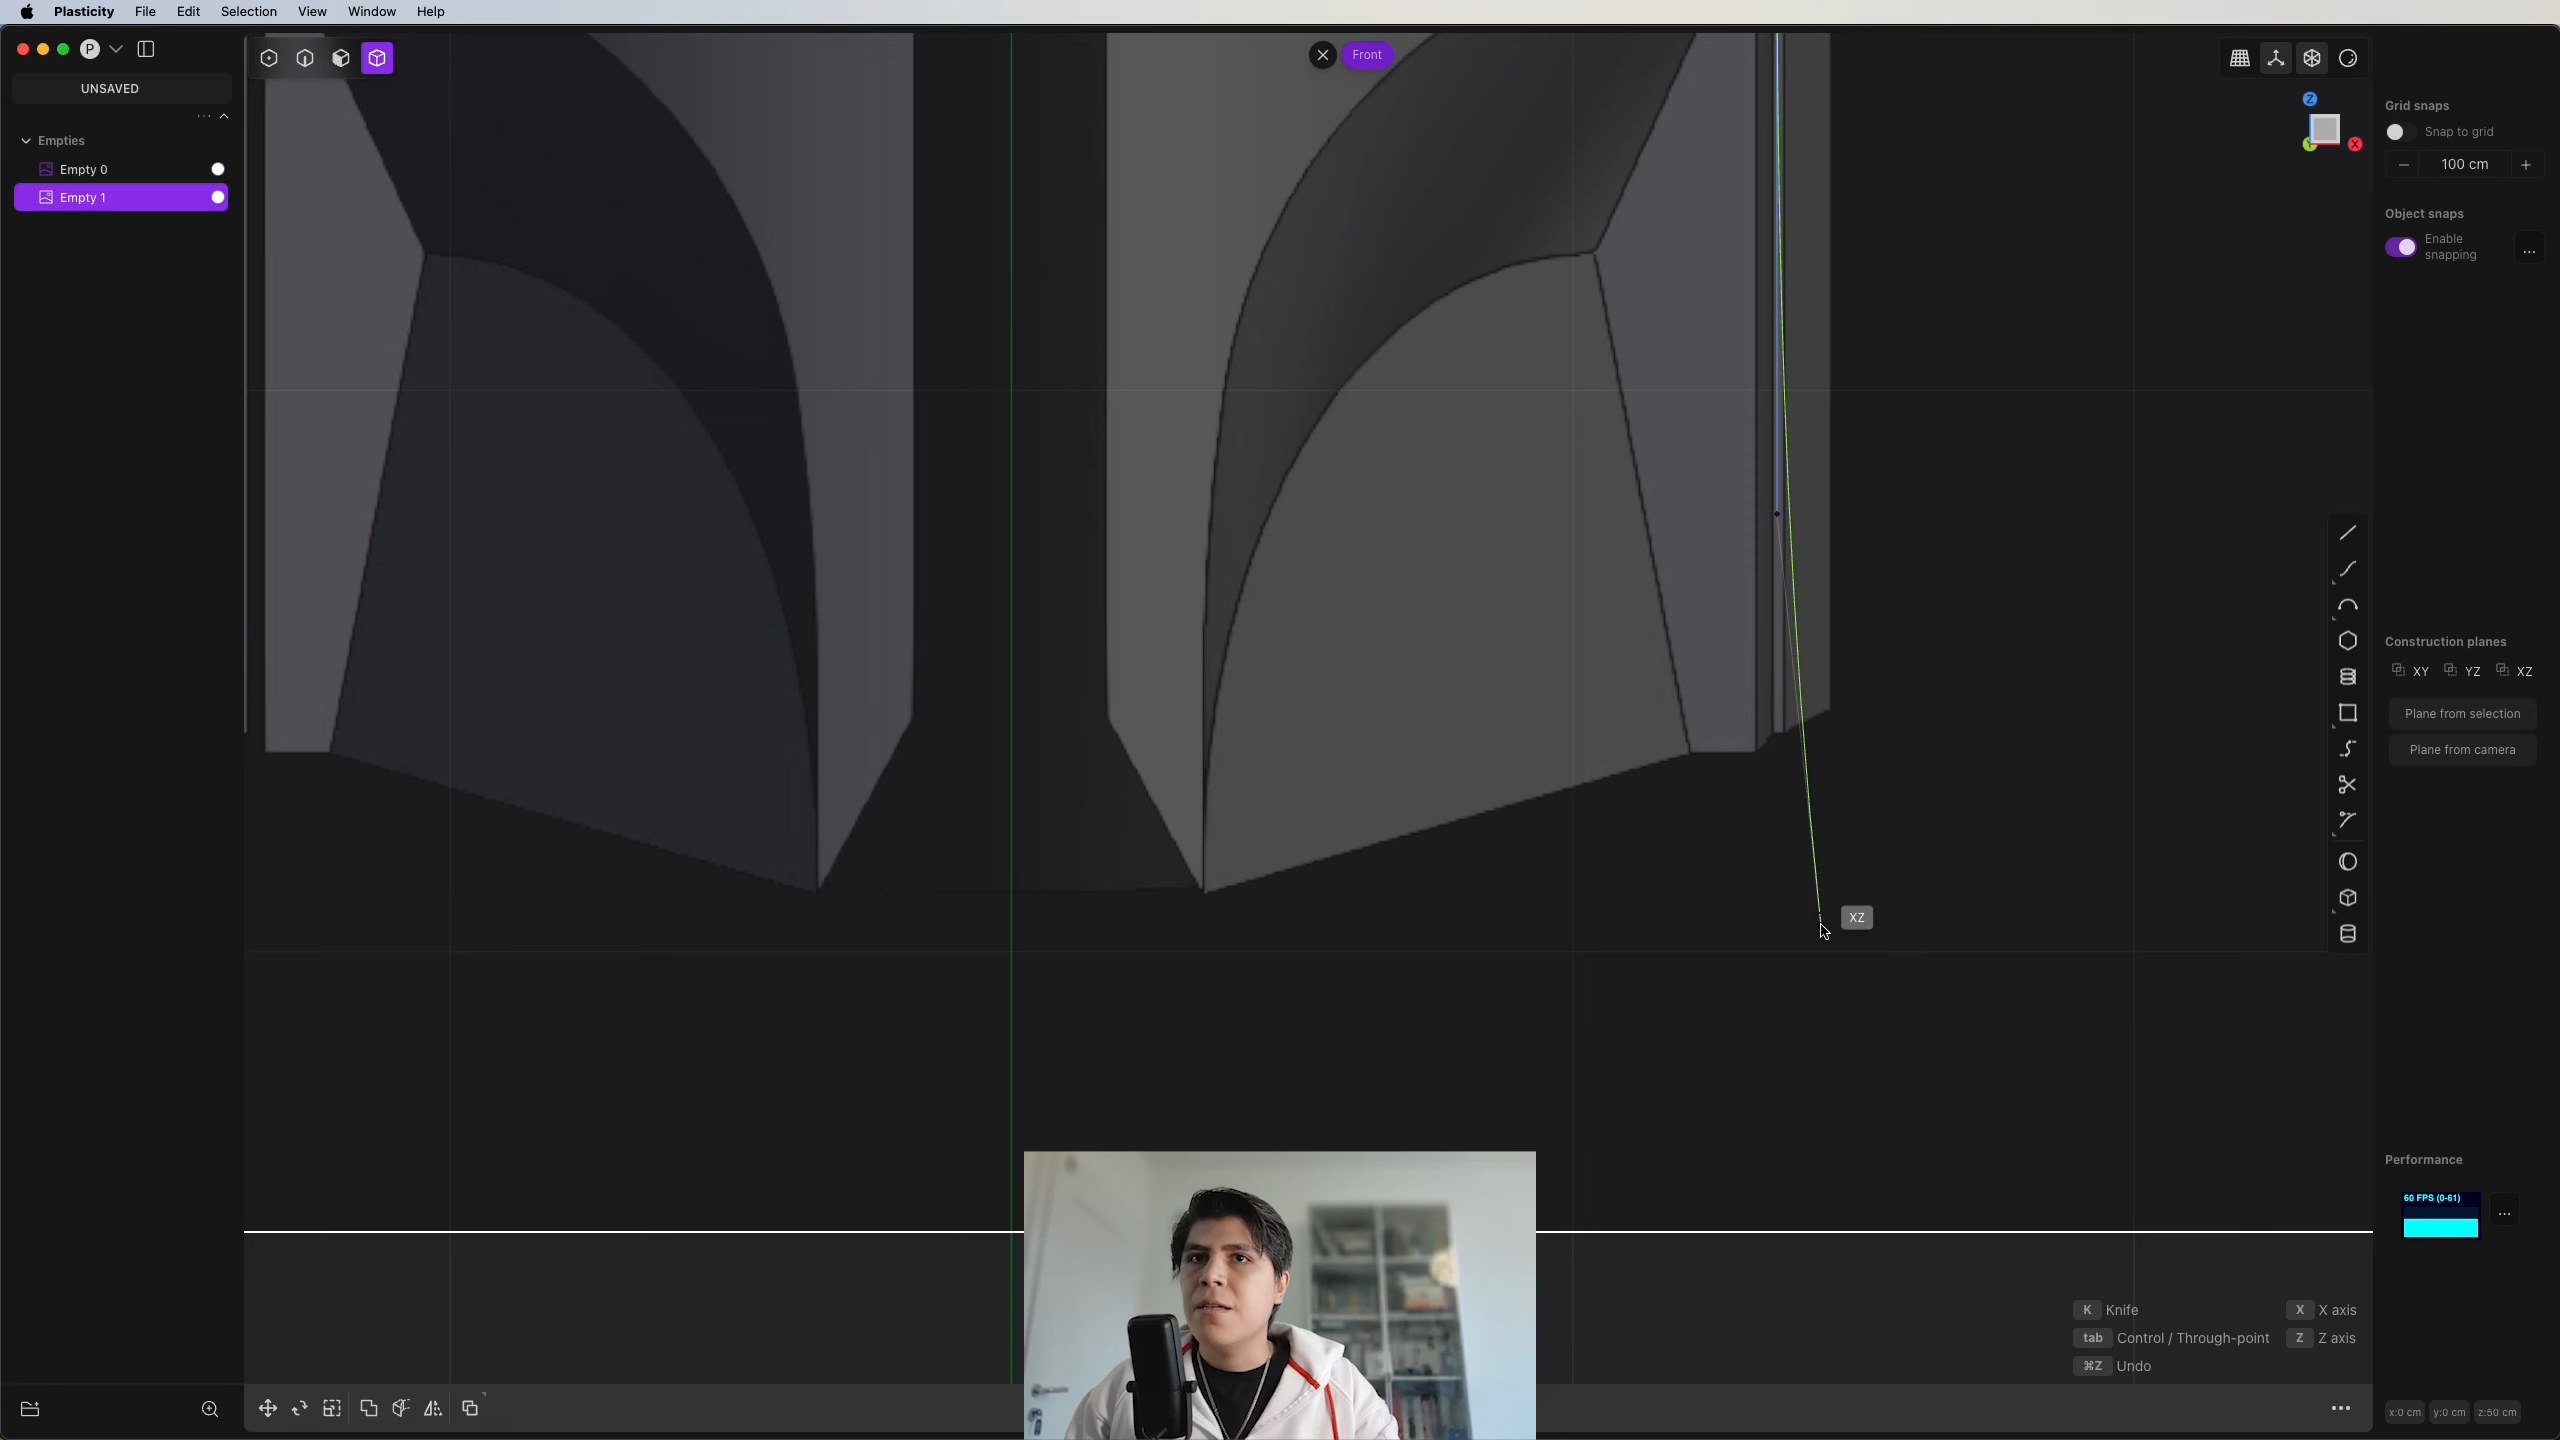 Plasticity File Edit Selection View Window Help
P
UNSAVED
...
Empties
Empty 0
Empty 1
Front
Z
Y
X
Grid snaps
Snap to grid
100 cm
Object snaps
Enable
snapping
...
XZ
Construction planes
XY YZ XZ
Plane from selection
Plane from camera
Performance
60 FPS (0-61)
...
K Knife X X axis
tab Control / Through-point Z Z axis
⌘Z Undo
x:0 cm y:0 cm z:50 cm